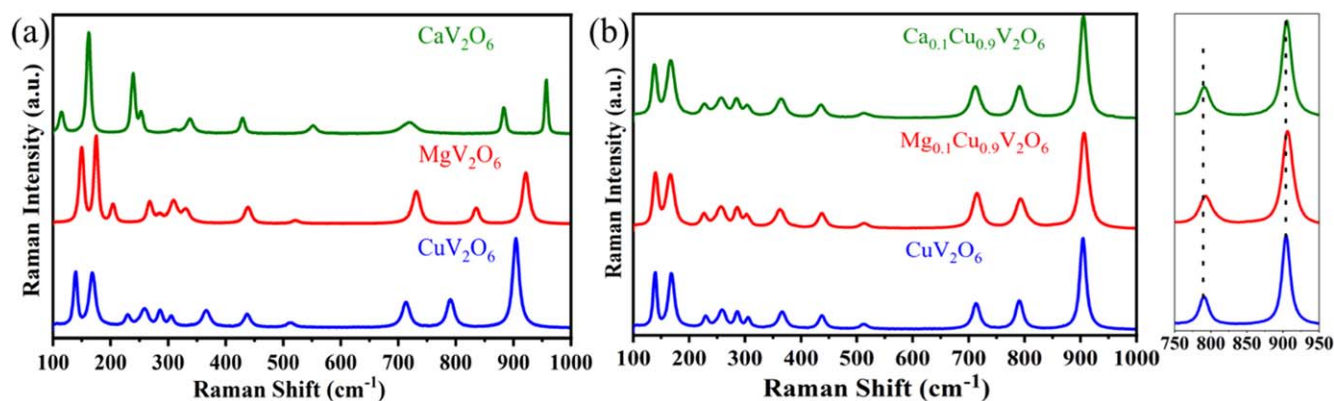 (a)
Raman Intensity (a.u.)
CaV₂O₆
MgV₂O₆
CuV₂O₆
100 200 300 400 500 600 700 800 900 1000
Raman Shift (cm⁻¹)
(b)
Raman Intensity (a.u.)
Ca₀.₁Cu₀.₉V₂O₆
Mg₀.₁Cu₀.₉V₂O₆
CuV₂O₆
100 200 300 400 500 600 700 800 900 1000
Raman Shift (cm⁻¹)
750 800 850 900 950